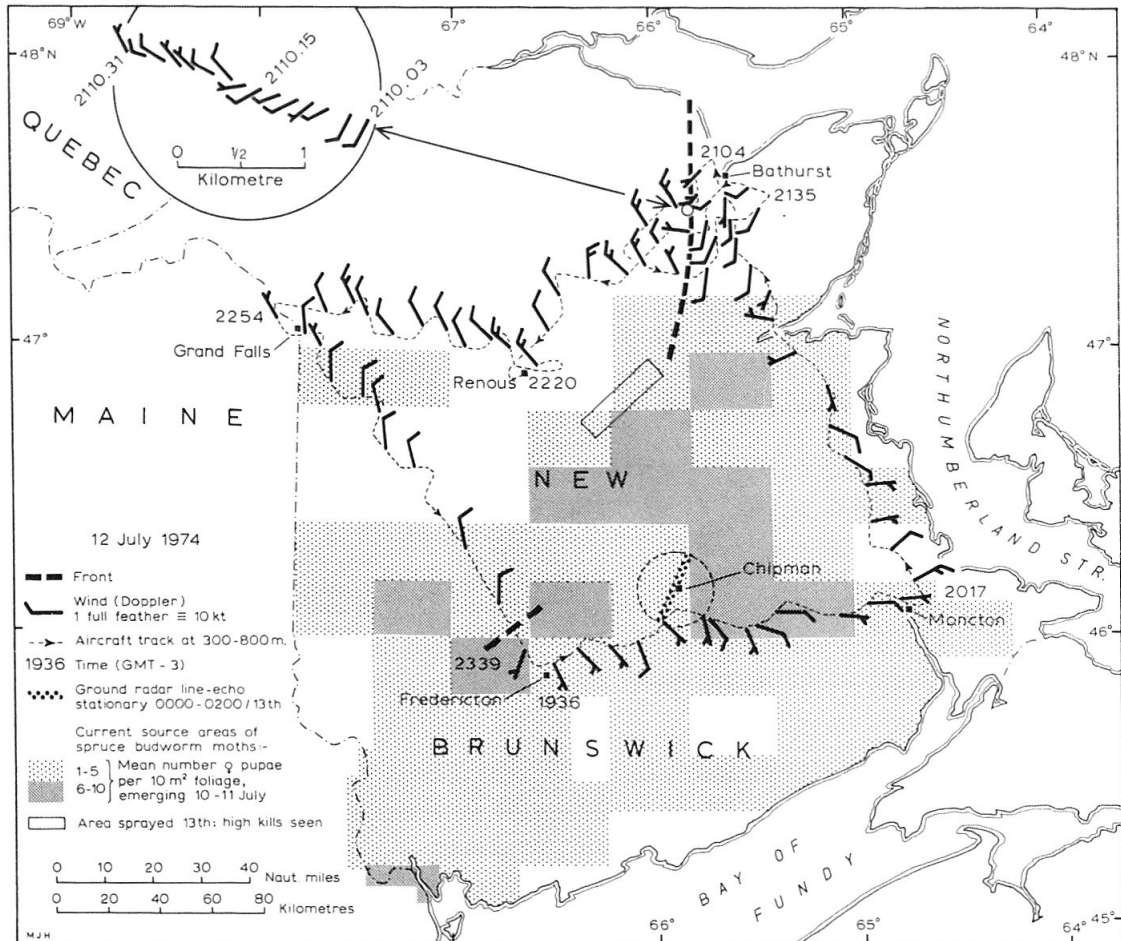 69° W
67°
66°
65°
64°
48° N
48° N
2110.31
2110.15
2110.03
0 1/2 1
Kilometre
QUEBEC
2104
Bathurst
2135
47°
47°
2254
Grand Falls
Renous 2220
MAINE
NEW
NORTHUMBERLAND STR.
Chipman
2017
Moncton
46°
46°
2339
Fredericton
1936
BRUNSWICK
BAY OF FUNDY
66°
65°
64° 45°
12 July 1974
Front
Wind (Doppler)
1 full feather ≡ 10 kt
Aircraft track at 300-800m.
1936 Time (GMT - 3)
Ground radar line-echo
stationary 0000-0200/13th
Current source areas of
spruce budworm moths:-
1-5
6-10
Mean number ♀ pupae
per 10 m² foliage,
emerging 10-11 July
Area sprayed 13th: high kills seen
0 10 20 30 40
Naut. miles
0 20 40 60 80
Kilometres
MJH